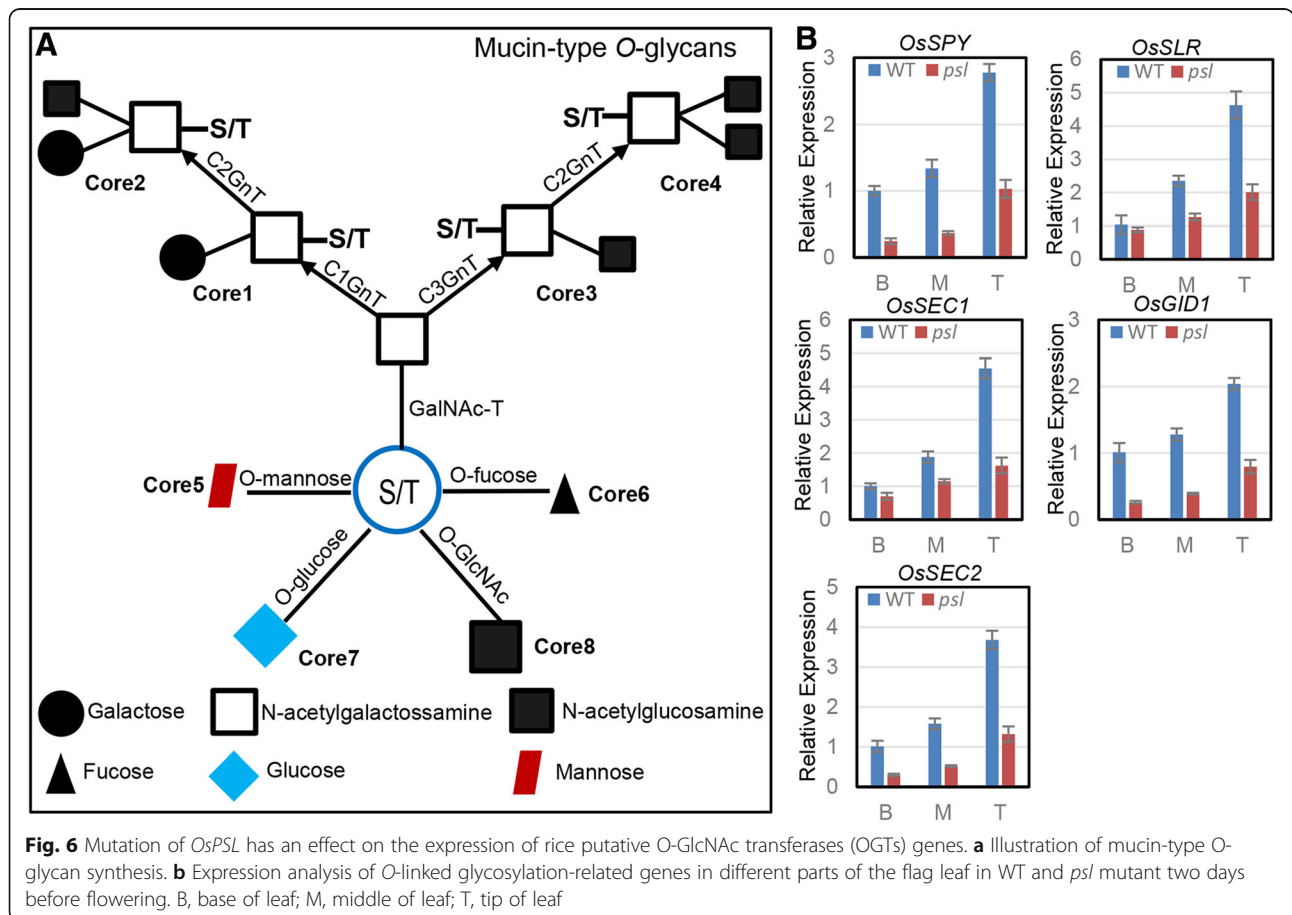 A
Mucin-type O-glycans
S/T
S/T
C2GnT
C2GnT
Core2
Core4
S/T
S/T
C1GnT
C3GnT
Core1
Core3
GalNAc-T
Core5
O-mannose
S/T
O-fucose
Core6
O-glucose
O-GlcNAc
Core7
Core8
Galactose
N-acetylgalactossamine
N-acetylglucosamine
Fucose
Glucose
Mannose
B
OsSPY
WT psl
Relative Expression
3
2
1
0
B M T
OsSLR
WT psl
Relative Expression
6
5
4
3
2
1
0
B M T
OsSEC1
WT psl
Relative Expression
6
5
4
3
2
1
0
B M T
OsGID1
WT psl
Relative Expression
3
2
1
0
B M T
OsSEC2
WT psl
Relative Expression
5
4
3
2
1
0
B M T
Fig. 6 Mutation of OsPSL has an effect on the expression of rice putative O-GlcNAc transferases (OGTs) genes. a Illustration of mucin-type O-
glycan synthesis. b Expression analysis of O-linked glycosylation-related genes in different parts of the flag leaf in WT and psl mutant two days
before flowering. B, base of leaf; M, middle of leaf; T, tip of leaf